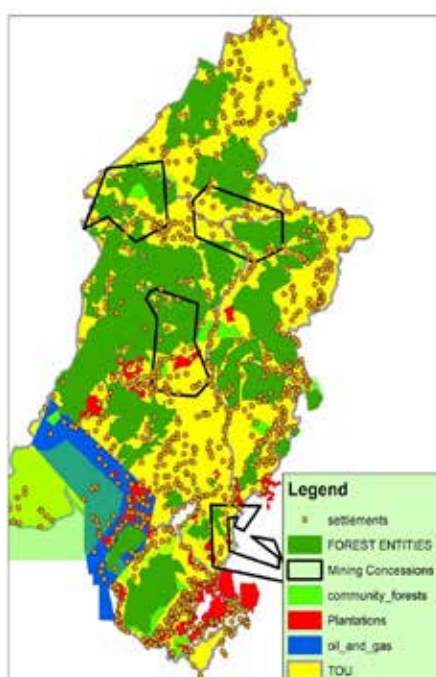 Legend
settlements
FOREST ENTITIES
Mining Concessions
community_forests
Plantations
oil_and_gas
TOU